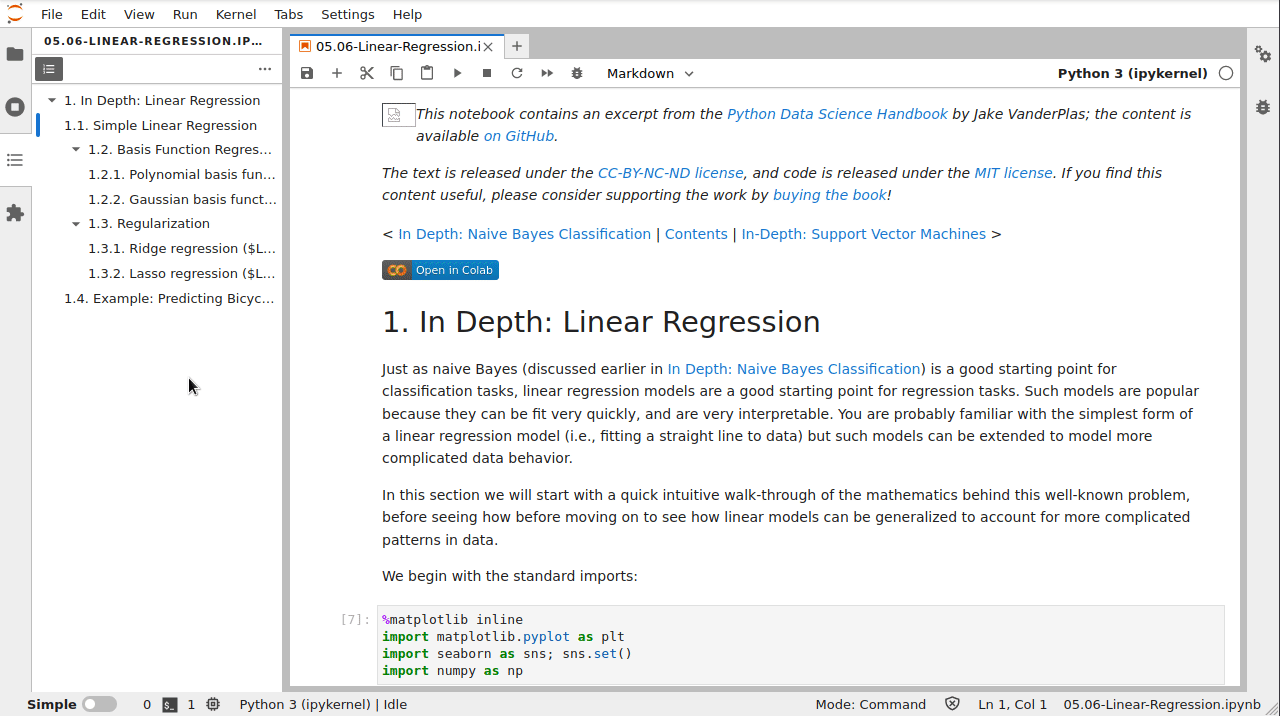 File Edit View Run Kernel Tabs Settings Help
05.06-LINEAR-REGRESSION.IP…
1. In Depth: Linear Regression
1.1. Simple Linear Regression
1.2. Basis Function Regres…
1.2.1. Polynomial basis fun…
1.2.2. Gaussian basis funct…
1.3. Regularization
1.3.1. Ridge regression ($L…
1.3.2. Lasso regression ($L…
1.4. Example: Predicting Bicyc…
05.06-Linear-Regression.i
Markdown
Python 3 (ipykernel)
This notebook contains an excerpt from the Python Data Science Handbook by Jake VanderPlas; the content is
available on GitHub.
The text is released under the CC-BY-NC-ND license, and code is released under the MIT license. If you find this
content useful, please consider supporting the work by buying the book!
< In Depth: Naive Bayes Classification | Contents | In-Depth: Support Vector Machines >
Open in Colab
1. In Depth: Linear Regression
Just as naive Bayes (discussed earlier in In Depth: Naive Bayes Classification) is a good starting point for
classification tasks, linear regression models are a good starting point for regression tasks. Such models are popular
because they can be fit very quickly, and are very interpretable. You are probably familiar with the simplest form of
a linear regression model (i.e., fitting a straight line to data) but such models can be extended to model more
complicated data behavior.
In this section we will start with a quick intuitive walk-through of the mathematics behind this well-known problem,
before seeing how before moving on to see how linear models can be generalized to account for more complicated
patterns in data.
We begin with the standard imports:
[7]:
%matplotlib inline
import matplotlib.pyplot as plt
import seaborn as sns; sns.set()
import numpy as np
Simple 0 1 Python 3 (ipykernel) | Idle Mode: Command Ln 1, Col 1 05.06-Linear-Regression.ipynb